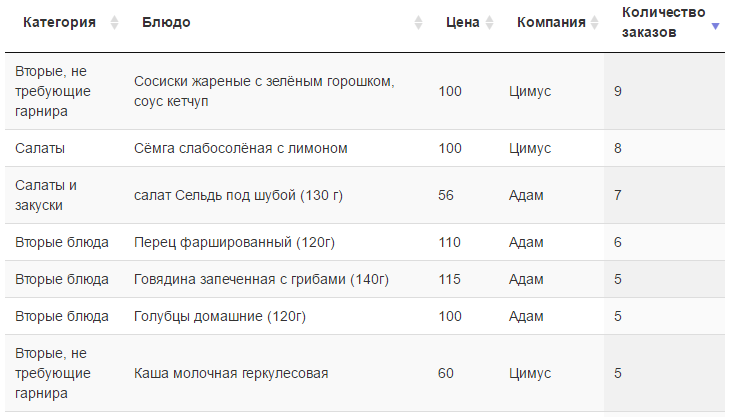 Категория Блюдо Цена Компания Количество заказов
Вторые, не требующие гарнира Сосиски жареные с зелёным горошком, соус кетчуп 100 Цимус 9
Салаты Сёмга слабосолёная с лимоном 100 Цимус 8
Салаты и закуски салат Сельдь под шубой (130 г) 56 Адам 7
Вторые блюда Перец фаршированный (120г) 110 Адам 6
Вторые блюда Говядина запеченная с грибами (140г) 115 Адам 5
Вторые блюда Голубцы домашние (120г) 100 Адам 5
Вторые, не требующие гарнира Каша молочная геркулесовая 60 Цимус 5